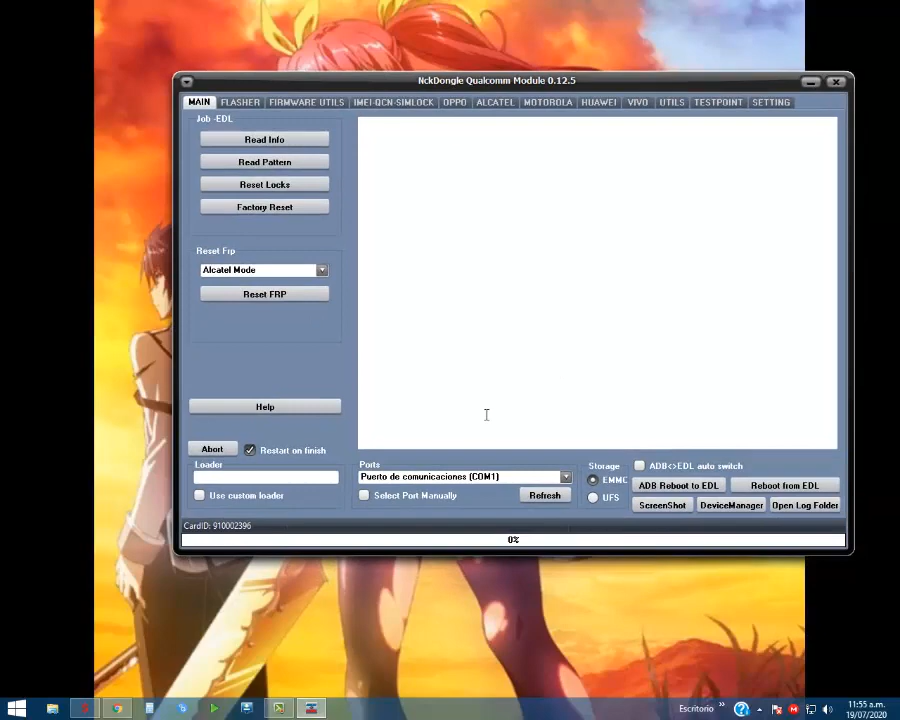 NckDongle Qualcomm Module 0.12.5
MAIN FLASHER FIRMWARE UTILS IMEI-QCN-SIMLOCK OPPO ALCATEL MOTOROLA HUAWEI VIVO UTILS TESTPOINT SETTING
Job -EDL
Read Info
Read Pattern
Reset Locks
Factory Reset
Reset Frp
Alcatel Mode
Reset FRP
Help
Abort
Restart on finish
Loader
Use custom loader
Ports
Puerto de comunicaciones (COM1)
Select Port Manually
Refresh
Storage
EMMC
UFS
ADB<>EDL auto switch
ADB Reboot to EDL
Reboot from EDL
ScreenShot
DeviceManager
Open Log Folder
CardID: 910002396
0%
Escritorio
»
11:55 a.m.
19/07/2020